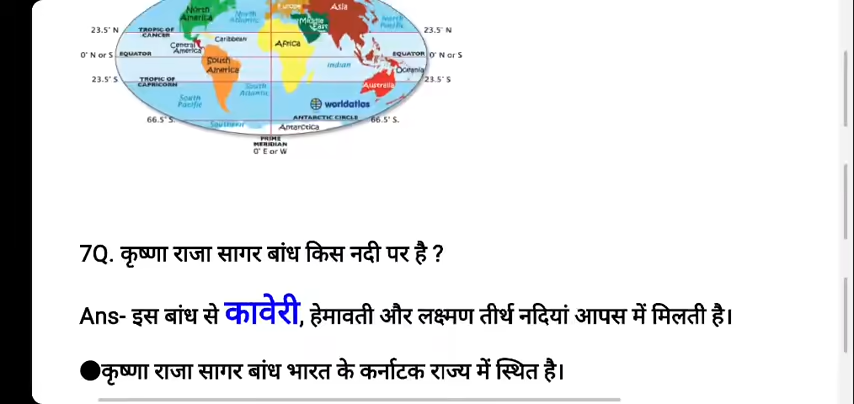 North America
North Atlantic
Europe
Asia
Middle East
North Pacific
23.5° N
TROPIC OF CANCER
23.5° N
Central America
Caribbean
Africa
0° N or S
EQUATOR
EQUATOR
0° N or S
South America
Indian
Oceania
23.5° S
TROPIC OF CAPRICORN
South Atlantic
Australia
23.5° S
South Pacific
worldatlas
66.5° S.
Southern
ANTARCTIC CIRCLE
66.5° S.
Antarctica
PRIME
MERIDIAN
0° E or W
7Q. कृष्णा राजा सागर बांध किस नदी पर है ?
Ans- इस बांध से कावेरी, हेमावती और लक्ष्मण तीर्थ नदियां आपस में मिलती है।
●कृष्णा राजा सागर बांध भारत के कर्नाटक राज्य में स्थित है।